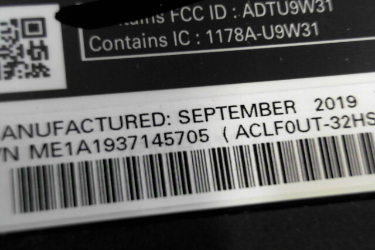 Contains FCC ID : ADTU9W31
Contains IC : 1178A-U9W31
MANUFACTURED: SEPTEMBER 2019
/N ME1A1937145705 ( ACLF0UT-32HS